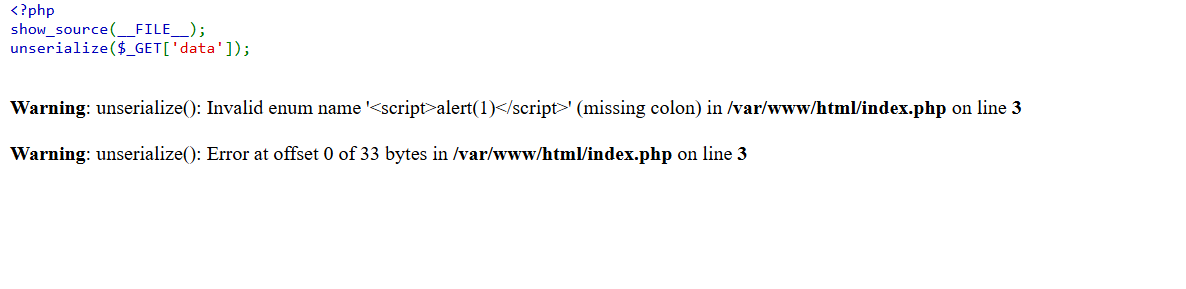 <?php
show_source(__FILE__);
unserialize($_GET['data']);
Warning: unserialize(): Invalid enum name '<script>alert(1)</script>' (missing colon) in /var/www/html/index.php on line 3
Warning: unserialize(): Error at offset 0 of 33 bytes in /var/www/html/index.php on line 3